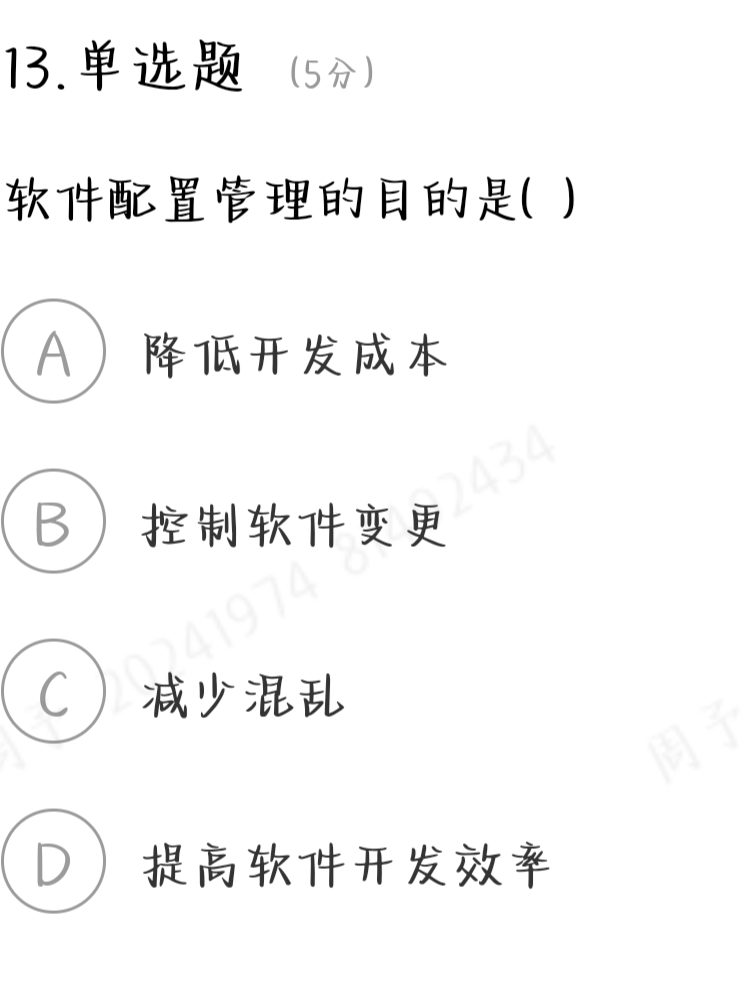 13.单选题 (5分)
软件配置管理的目的是( )
A 降低开发成本
B 控制软件变更
C 减少混乱
D 提高软件开发效率